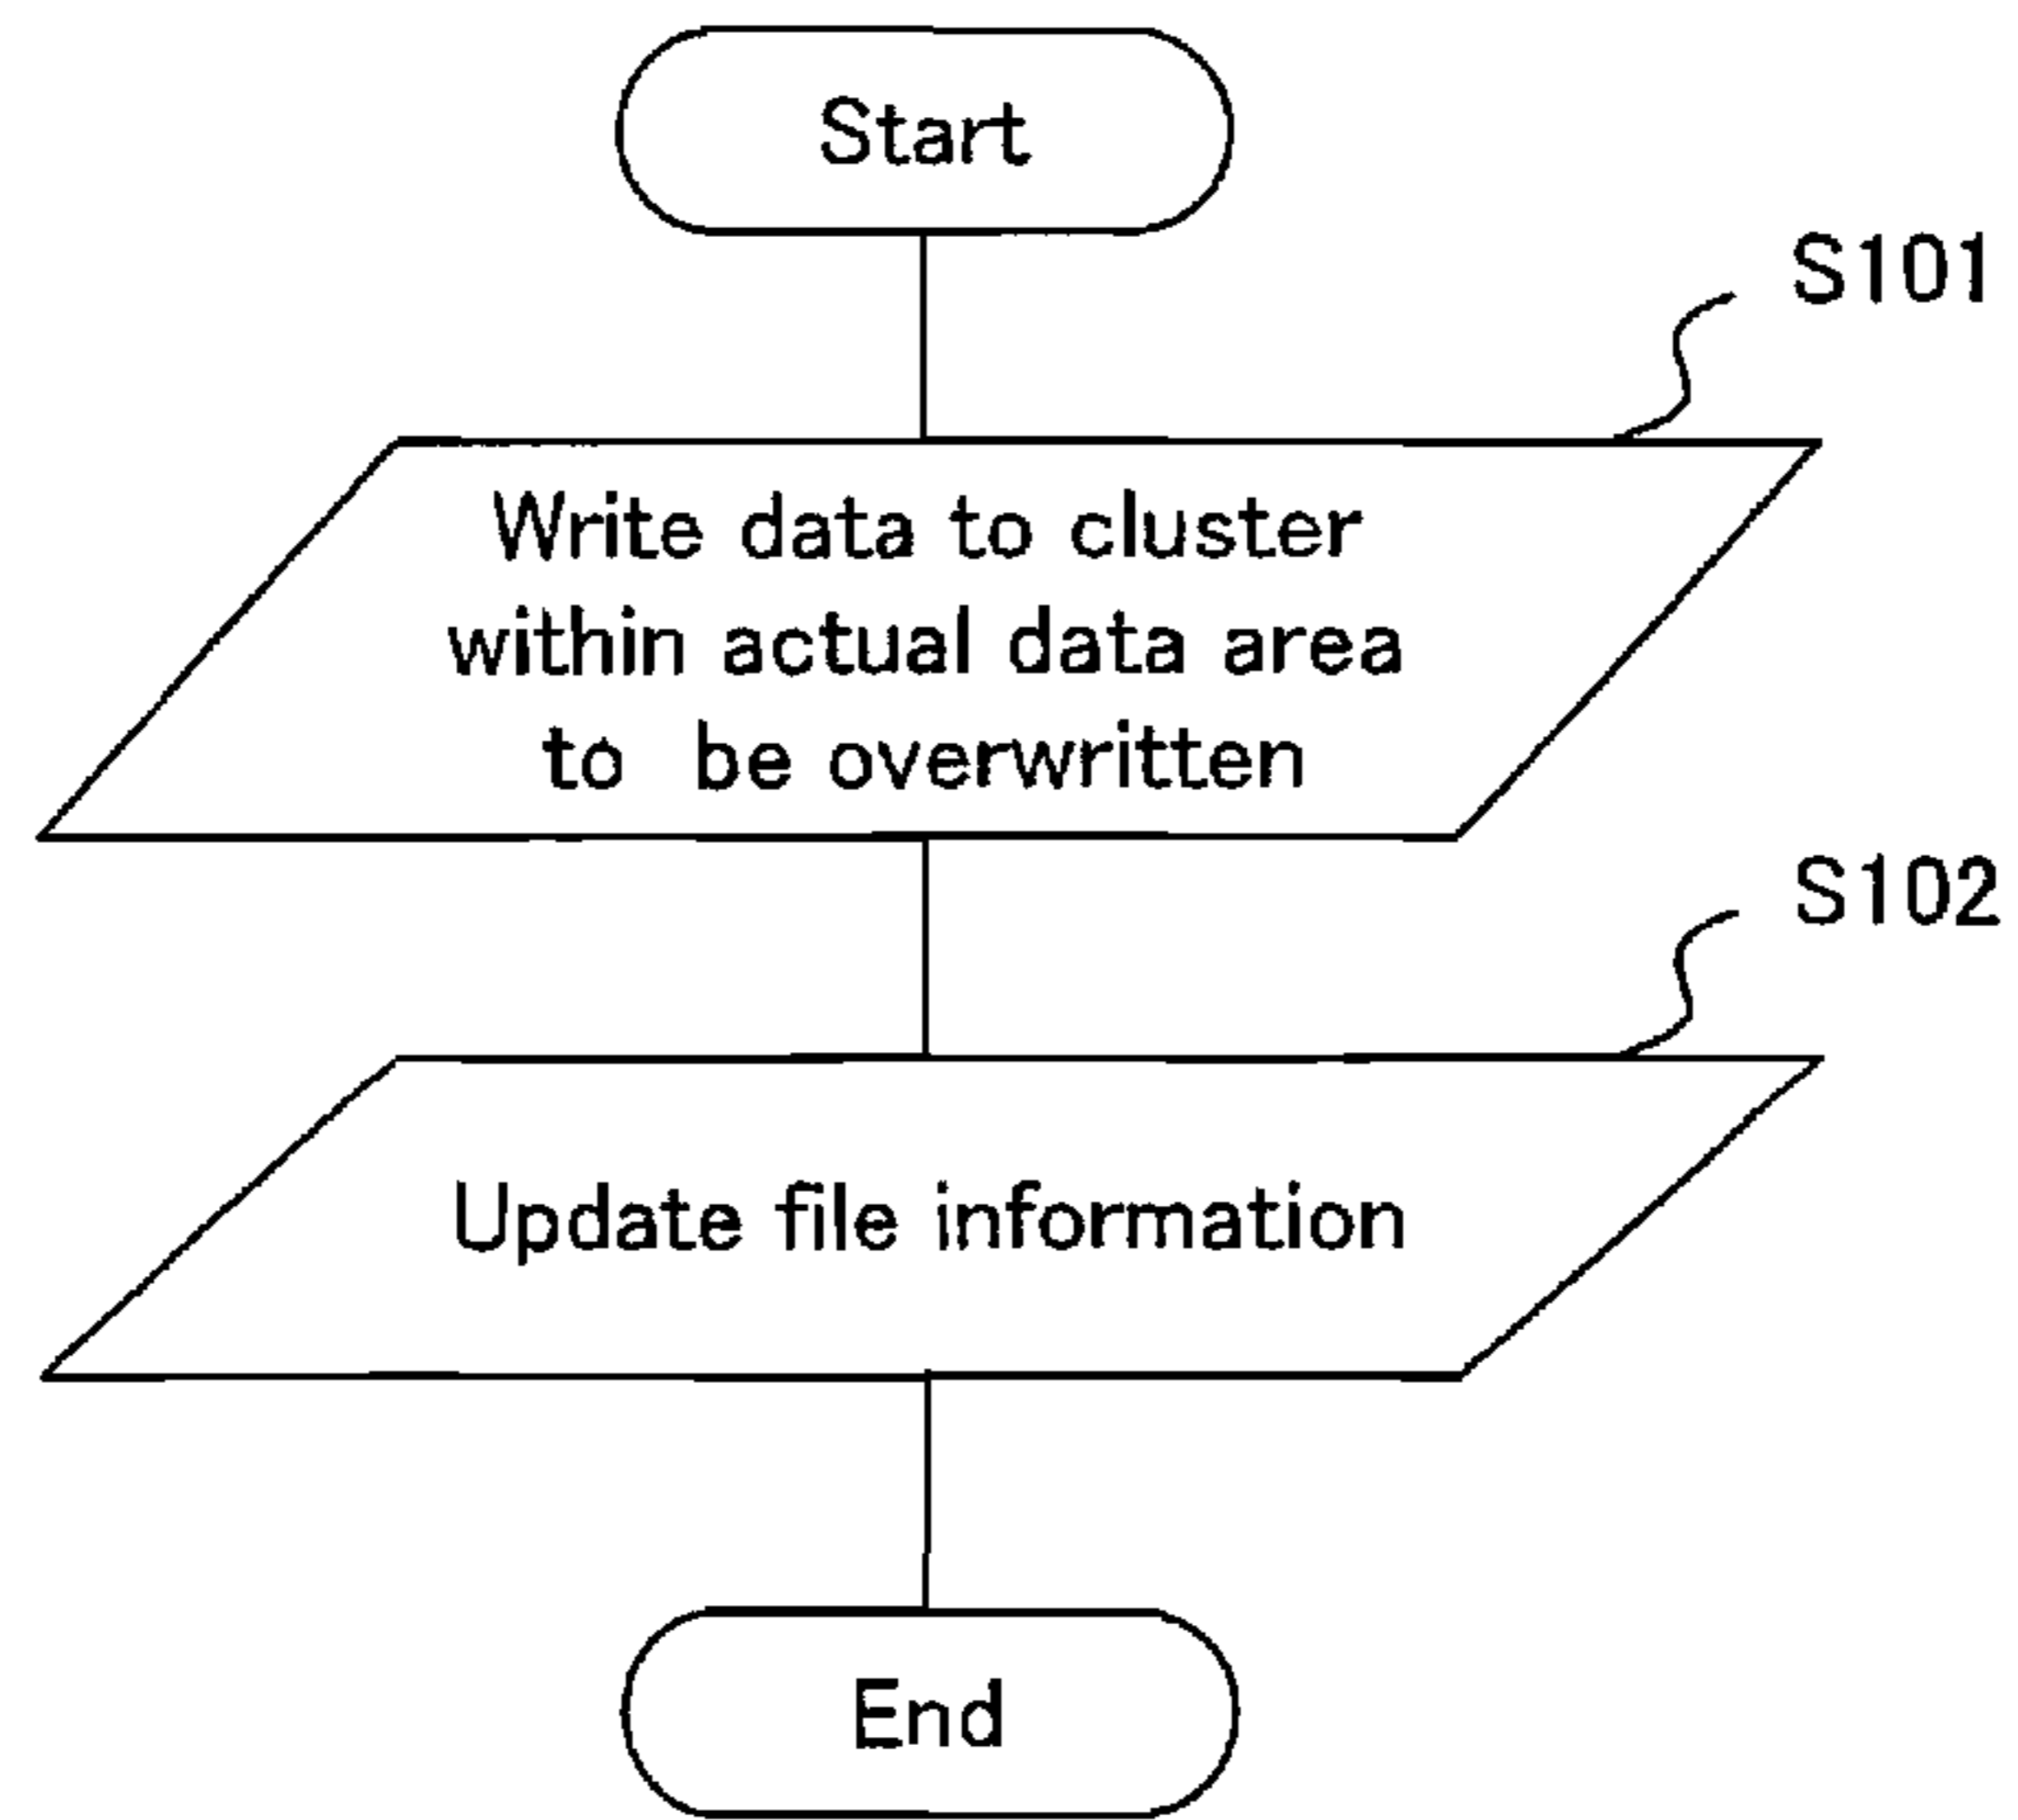 Start
S101
Write data to cluster
within actual data area
to be overwritten
S102
Update file information
End